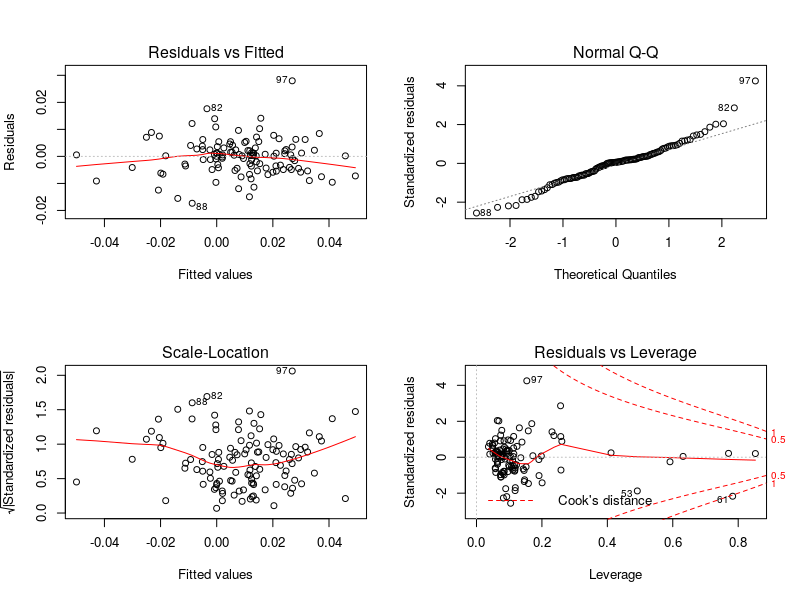 Residuals vs Fitted
Residuals
-0.02 0.00 0.02
97
82
88
-0.04 -0.02 0.00 0.02 0.04
Fitted values
Normal Q-Q
Standardized residuals
-2 0 2 4
97
82
88
-2 -1 0 1 2
Theoretical Quantiles
Scale-Location
√|Standardized residuals|
0.0 0.5 1.0 1.5 2.0
97
82
88
-0.04 -0.02 0.00 0.02 0.04
Fitted values
Residuals vs Leverage
Standardized residuals
-2 0 2 4
97
1
0.5
0.5
1
53
61
Cook's distance
0.0 0.2 0.4 0.6 0.8
Leverage